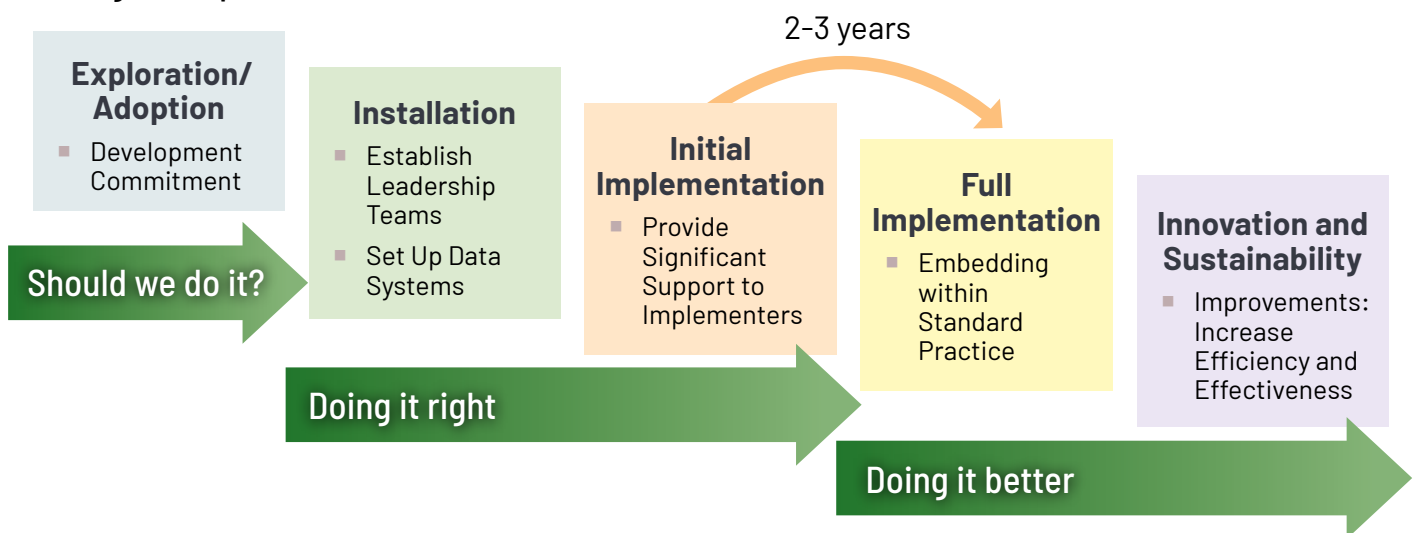 2-3 years
Exploration/
Adoption
▪ Development
Commitment
Should we do it?
Installation
▪ Establish
Leadership
Teams
▪ Set Up Data
Systems
Initial
Implementation
▪ Provide
Significant
Support to
Implementers
Doing it right
Full
Implementation
▪ Embedding
within
Standard
Practice
Innovation and
Sustainability
▪ Improvements:
Increase
Efficiency and
Effectiveness
Doing it better